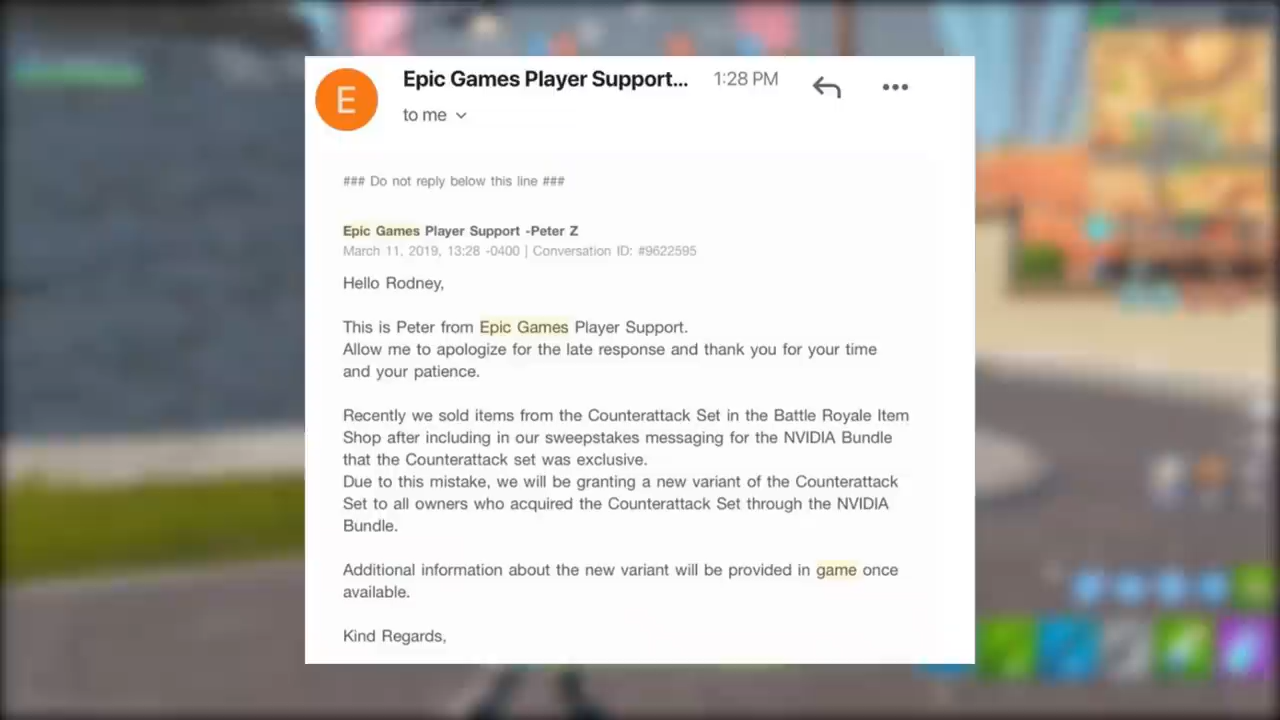 Epic Games Player Support... 1:28 PM
E
to me
### Do not reply below this line ###
Epic Games Player Support -Peter Z
March 11, 2019, 13:28 -0400 | Conversation ID: #9622595
Hello Rodney,
This is Peter from Epic Games Player Support.
Allow me to apologize for the late response and thank you for your time
and your patience.
Recently we sold items from the Counterattack Set in the Battle Royale Item
Shop after including in our sweepstakes messaging for the NVIDIA Bundle
that the Counterattack set was exclusive.
Due to this mistake, we will be granting a new variant of the Counterattack
Set to all owners who acquired the Counterattack Set through the NVIDIA
Bundle.
Additional information about the new variant will be provided in game once
available.
Kind Regards,